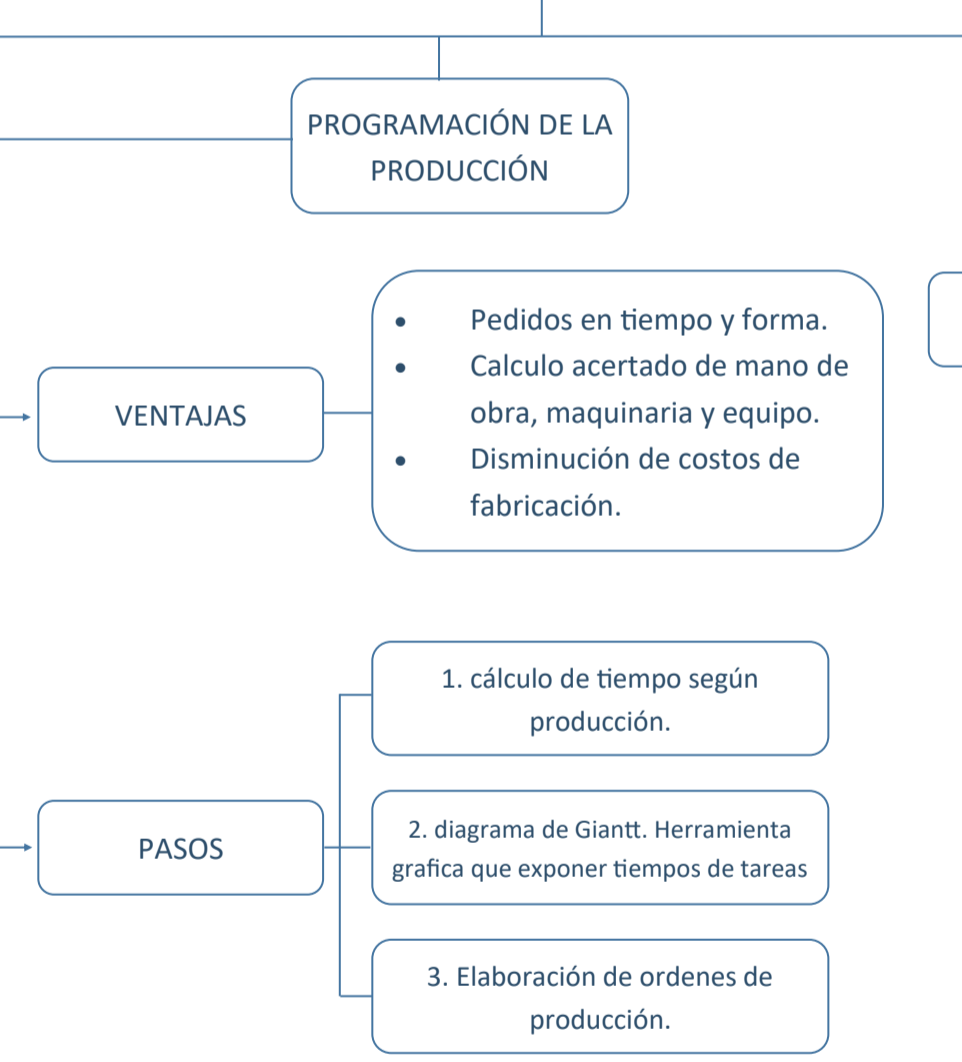 PROGRAMACIÓN DE LA
PRODUCCIÓN
VENTAJAS
• Pedidos en tiempo y forma.
• Calculo acertado de mano de
obra, maquinaria y equipo.
• Disminución de costos de
fabricación.
PASOS
1. cálculo de tiempo según
producción.
2. diagrama de Giantt. Herramienta
grafica que exponer tiempos de tareas
3. Elaboración de ordenes de
producción.